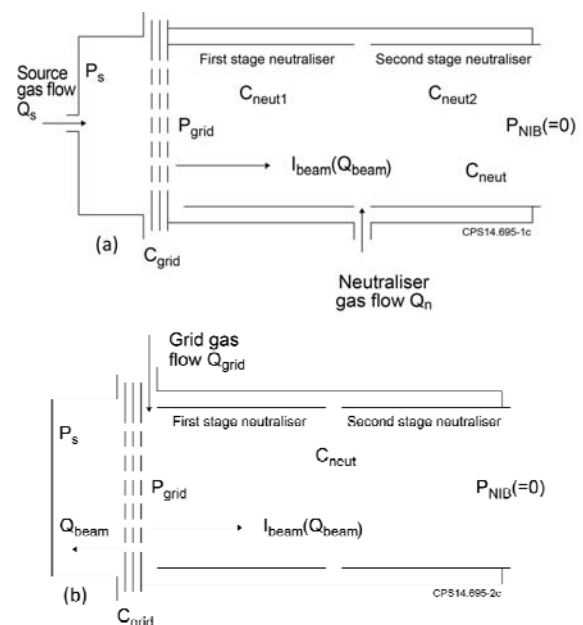 First stage neutraliser Second stage neutraliser
Source
gas flow
Qs
Ps
Cneut1
Cneut2
Pgrid
PNIB(=0)
Ibeam(Qbeam)
Cneut
(a)
CPS14.695-1c
Cgrid
Neutraliser
gas flow Qn
Grid gas
flow Qgrid
First stage neutraliser Second stage neutraliser
Ps
Cneut
Pgrid
PNIB(=0)
Qbeam
Ibeam(Qbeam)
(b)
CPS14.695-2c
Cgrid